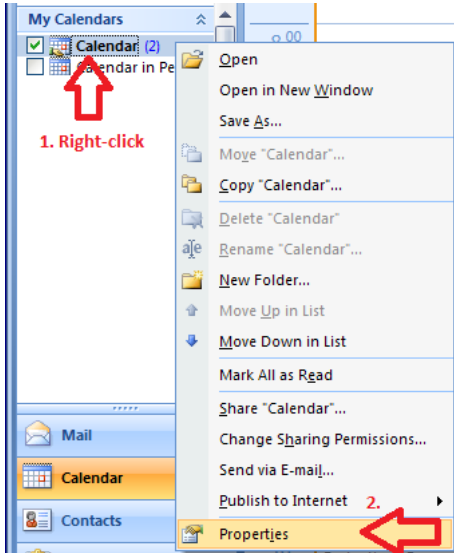 My Calendars
Calendar (2)
Calendar in Pe
1. Right-click
00
Open
Open in New Window
Save As...
Move "Calendar"...
Copy "Calendar"...
Delete "Calendar"
Rename "Calendar"...
New Folder...
Move Up in List
Move Down in List
Mark All as Read
Share "Calendar"...
Change Sharing Permissions...
Send via E-mail...
Publish to Internet 2.
Properties
Mail
Calendar
Contacts